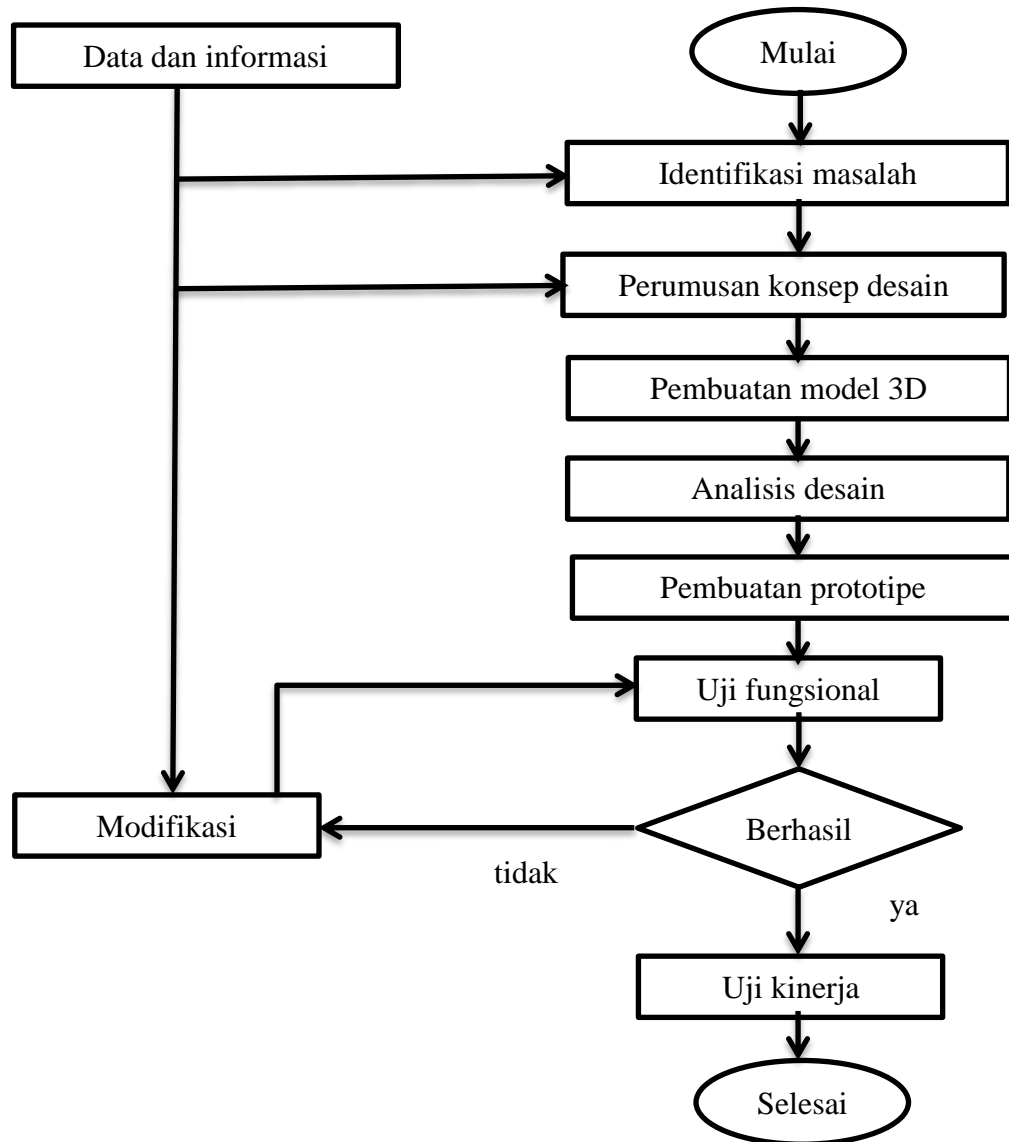 Data dan informasi
Mulai
Identifikasi masalah
Perumusan konsep desain
Pembuatan model 3D
Analisis desain
Pembuatan prototipe
Uji fungsional
Modifikasi
Berhasil
tidak
ya
Uji kinerja
Selesai